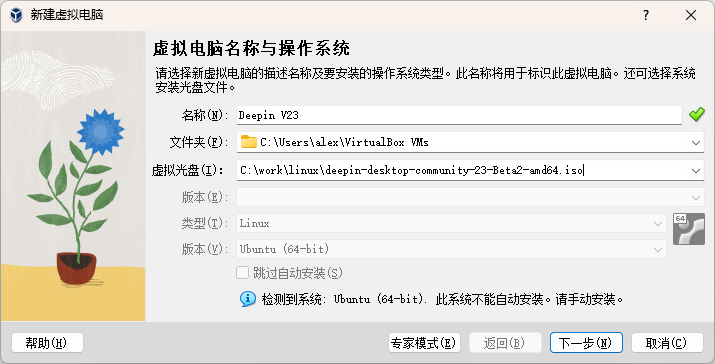 新建虚拟电脑
?
虚拟电脑名称与操作系统
请选择新虚拟电脑的描述名称及要安装的操作系统类型。此名称将用于标识此虚拟电脑。还可选择系统
安装光盘文件。
名称(N): Deepin V23
文件夹(F): C:\Users\alex\VirtualBox VMs
虚拟光盘(I): C:\work\linux\deepin-desktop-community-23-Beta2-amd64.iso
版本(E):
类型(T): Linux 64
版本(V): Ubuntu (64-bit)
跳过自动安装(S)
检测到系统: Ubuntu (64-bit). 此系统不能自动安装。请手动安装。
帮助(H) 专家模式(E) 返回(B) 下一步(N) 取消(C)